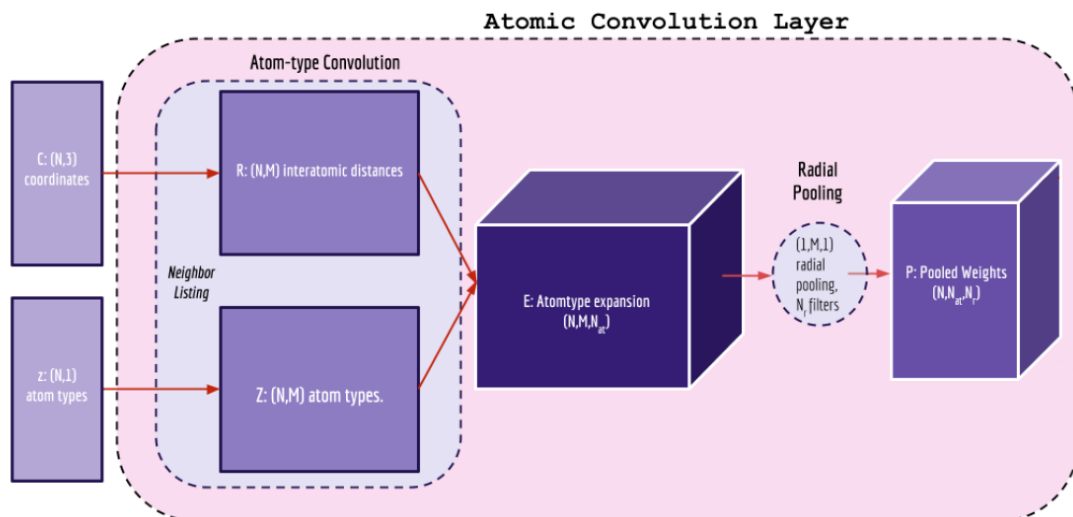 Atomic Convolution Layer
Atom-type Convolution
C: (N,3)
coordinates
R: (N,M) interatomic distances
Neighbor
Listing
z: (N,1)
atom types
Z: (N,M) atom types.
E: Atomtype expansion
(N,M,Nat)
Radial
Pooling
(1,M,1)
radial
pooling,
Nr filters
P: Pooled Weights
(N,Nat,Nr)